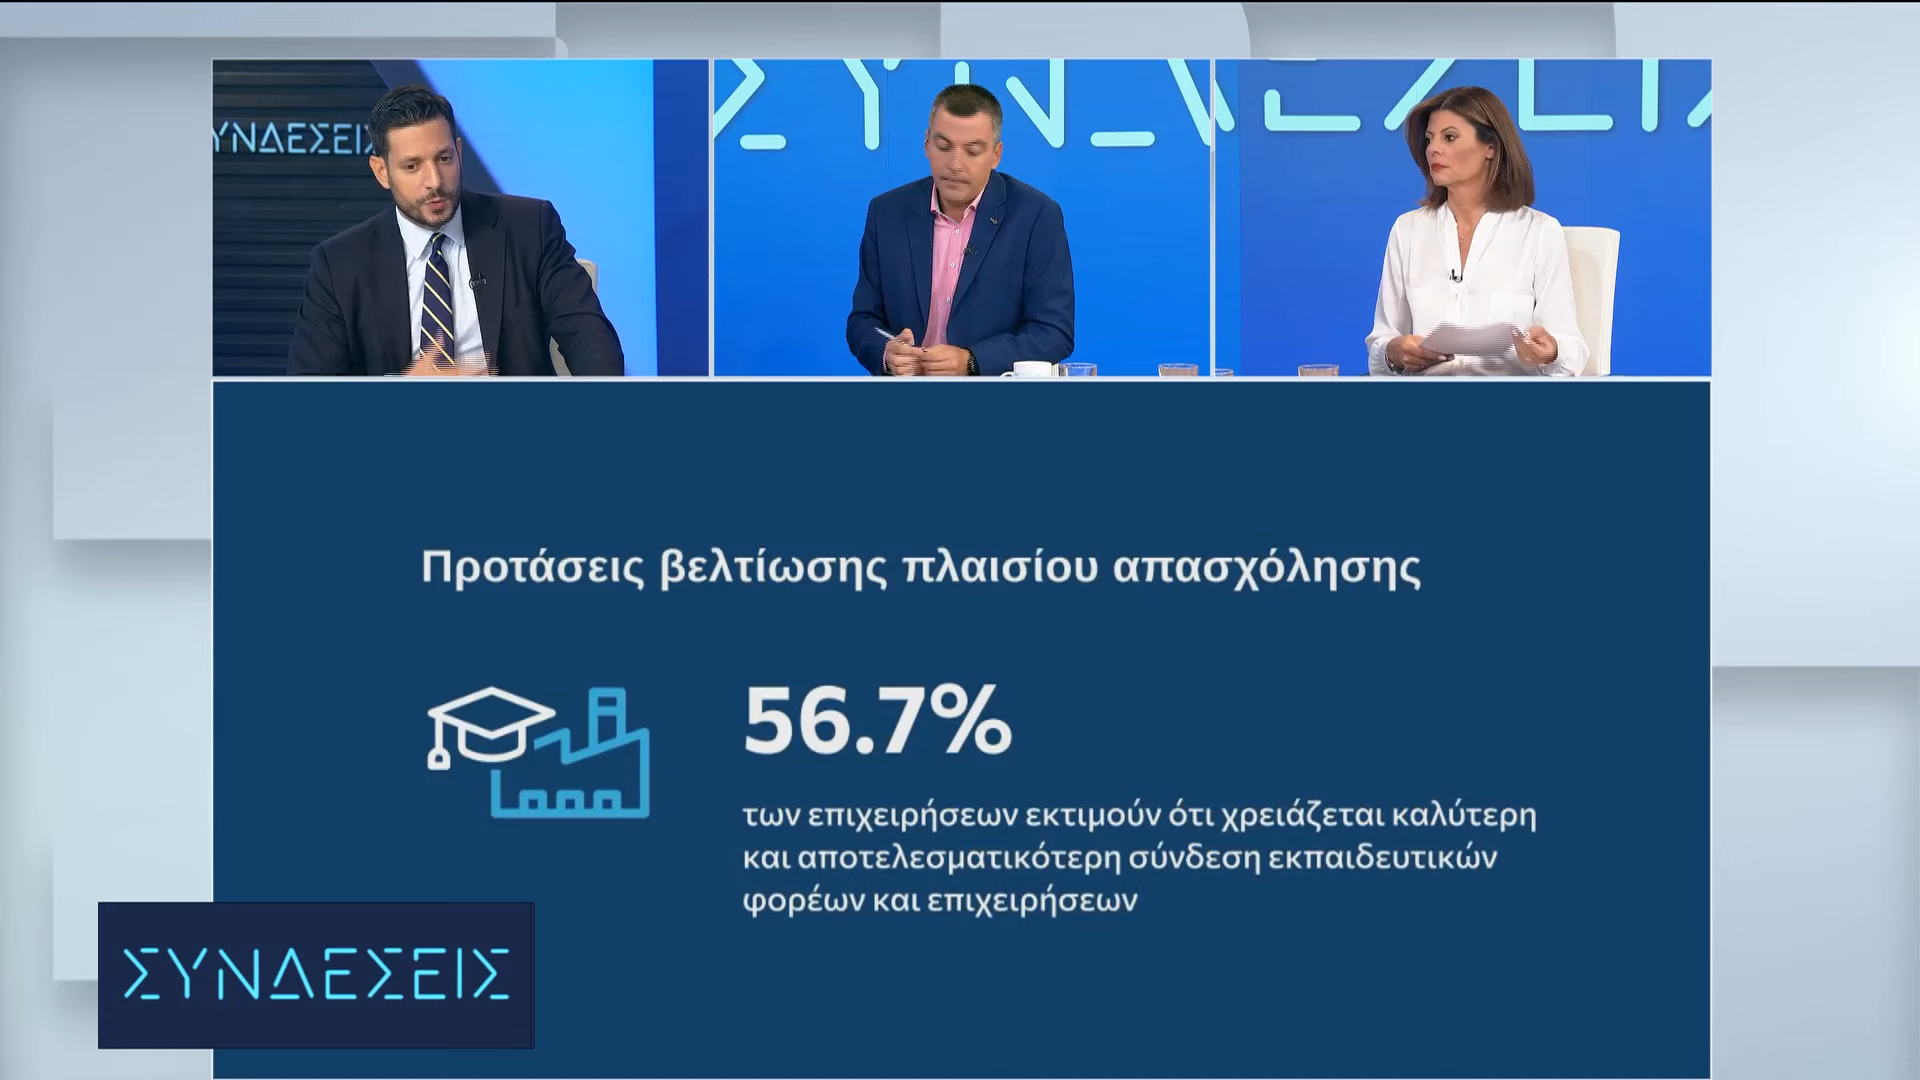 ΣΥΝΔΕΣΕΙΣ
Προτάσεις βελτίωσης πλαισίου απασχόλησης
56.7%
των επιχειρήσεων εκτιμούν ότι χρειάζεται καλύτερη
και αποτελεσματικότερη σύνδεση εκπαιδευτικών
φορέων και επιχειρήσεων
ΣΥΝΔΕΣΕΙΣ